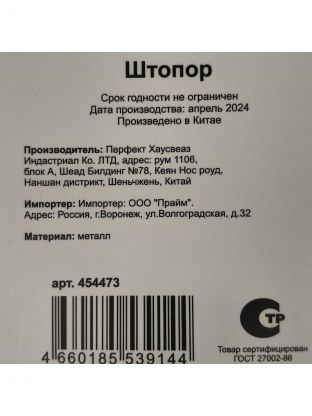 Штопор
Срок годности не ограничен
Дата производства: апрель 2024
Произведено в Китае
Производитель: Перфект Хаусвеаз
Индастриал Ко. ЛТД, адрес: рум 1106,
блок А, Шеад Билдинг №78, Кеян Нос роуд,
Наншан дистрикт, Шеньчжень, Китай
Импортер: Импортер: ООО "Прайм".
Адрес: Россия, г.Воронеж, ул.Волгоградская, д.32
Материал: металл
арт. 454473
4 660185 539144
СТР
Товар сертифицирован
ГОСТ 27002-86